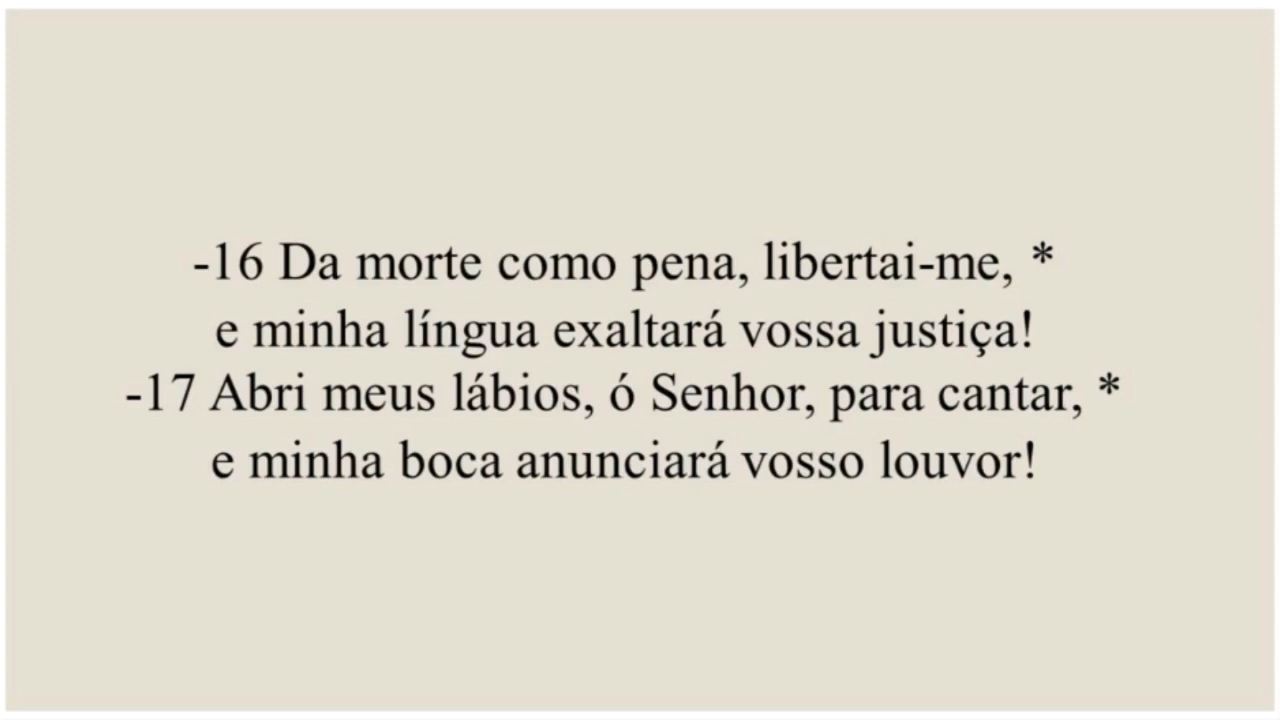 -16 Da morte como pena, libertai-me, *
e minha língua exaltará vossa justiça!
-17 Abri meus lábios, ó Senhor, para cantar, *
e minha boca anunciará vosso louvor!